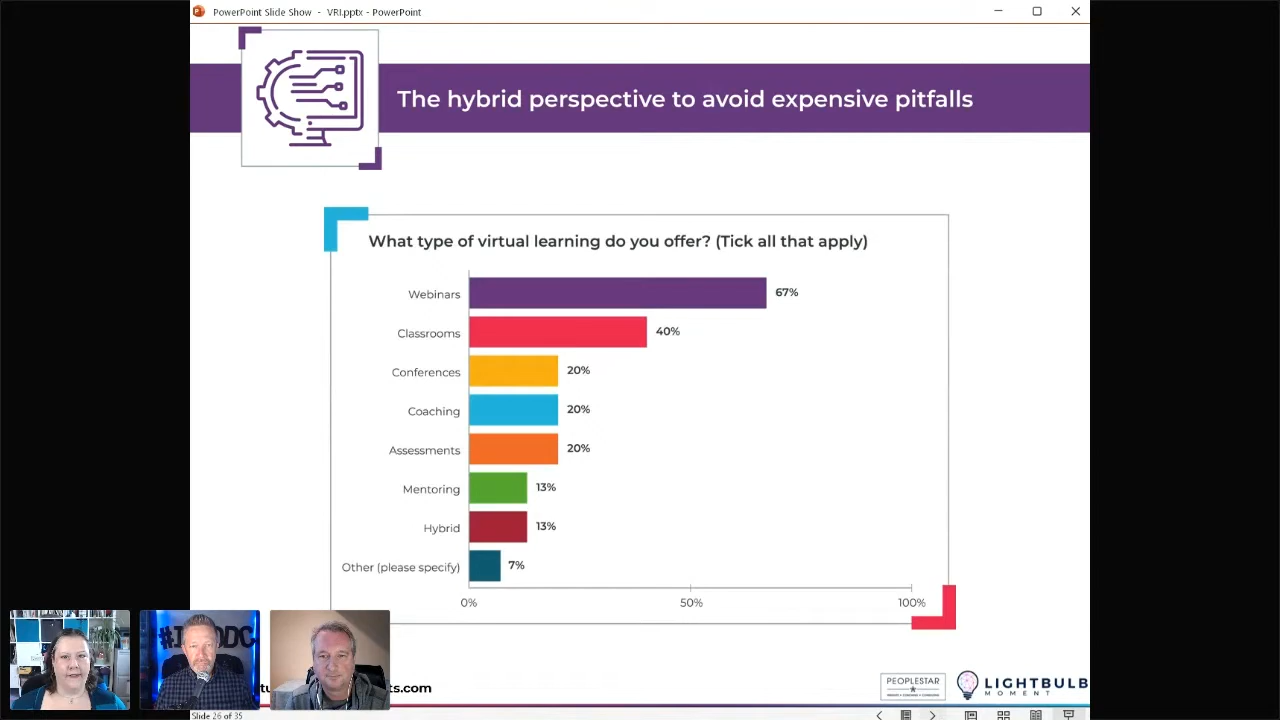 PowerPoint Slide Show - VRI.pptx - PowerPoint
The hybrid perspective to avoid expensive pitfalls
What type of virtual learning do you offer? (Tick all that apply)
Webinars 67%
Classrooms 40%
Conferences 20%
Coaching 20%
Assessments 20%
Mentoring 13%
Hybrid 13%
Other (please specify) 7%
0% 50% 100%
ts.com
PEOPLESTAR
LIGHTBULB
MOMENT
Slide 26 of 35